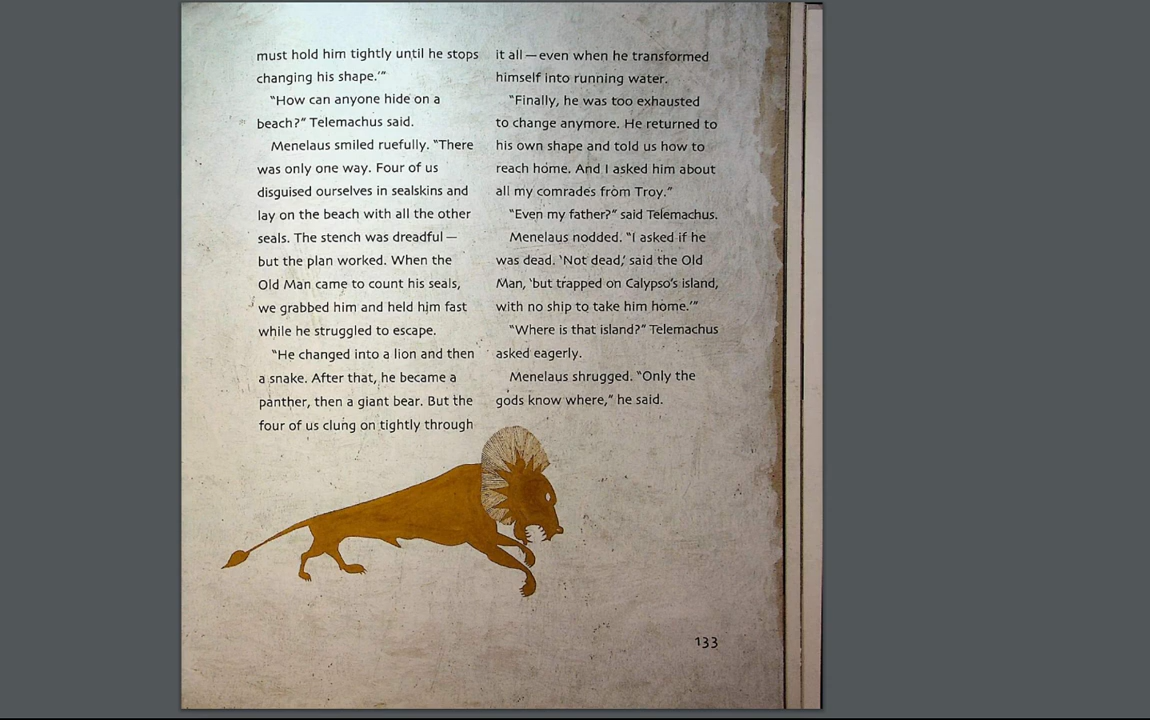 must hold him tightly until he stops
changing his shape.’”
“How can anyone hide on a
beach?” Telemachus said.
Menelaus smiled ruefully. “There
was only one way. Four of us
disguised ourselves in sealskins and
lay on the beach with all the other
seals. The stench was dreadful—
but the plan worked. When the
Old Man came to count his seals,
we grabbed him and held him fast
while he struggled to escape.
“He changed into a lion and then
a snake. After that, he became a
panther, then a giant bear. But the
four of us clung on tightly through
it all—even when he transformed
himself into running water.
“Finally, he was too exhausted
to change anymore. He returned to
his own shape and told us how to
reach home. And I asked him about
all my comrades from Troy.”
“Even my father?” said Telemachus.
Menelaus nodded. “I asked if he
was dead. ‘Not dead,’ said the Old
Man, ‘but trapped on Calypso’s island,
with no ship to take him home.’”
“Where is that island?” Telemachus
asked eagerly.
Menelaus shrugged. “Only the
gods know where,” he said.
133